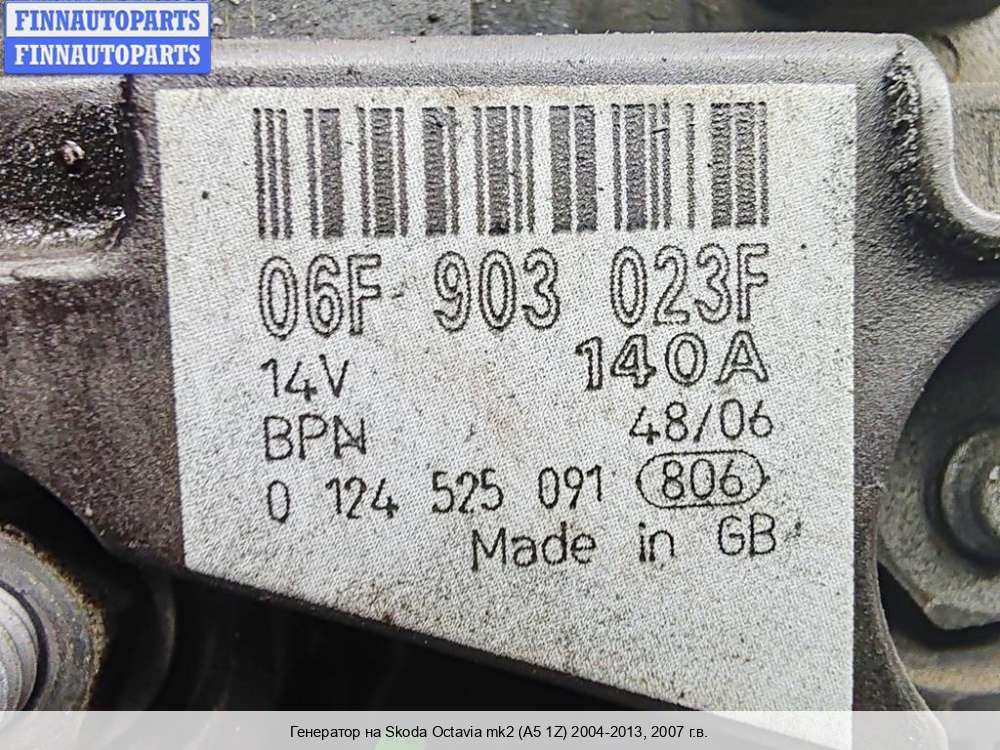 FINNAUTOPARTS
FINNAUTOPARTS
06F 903 023F
14V 140A
BPN 48/06
0 124 525 091 806
Made in GB
Генератор на Skoda Octavia mk2 (A5 1Z) 2004-2013, 2007 г.в.